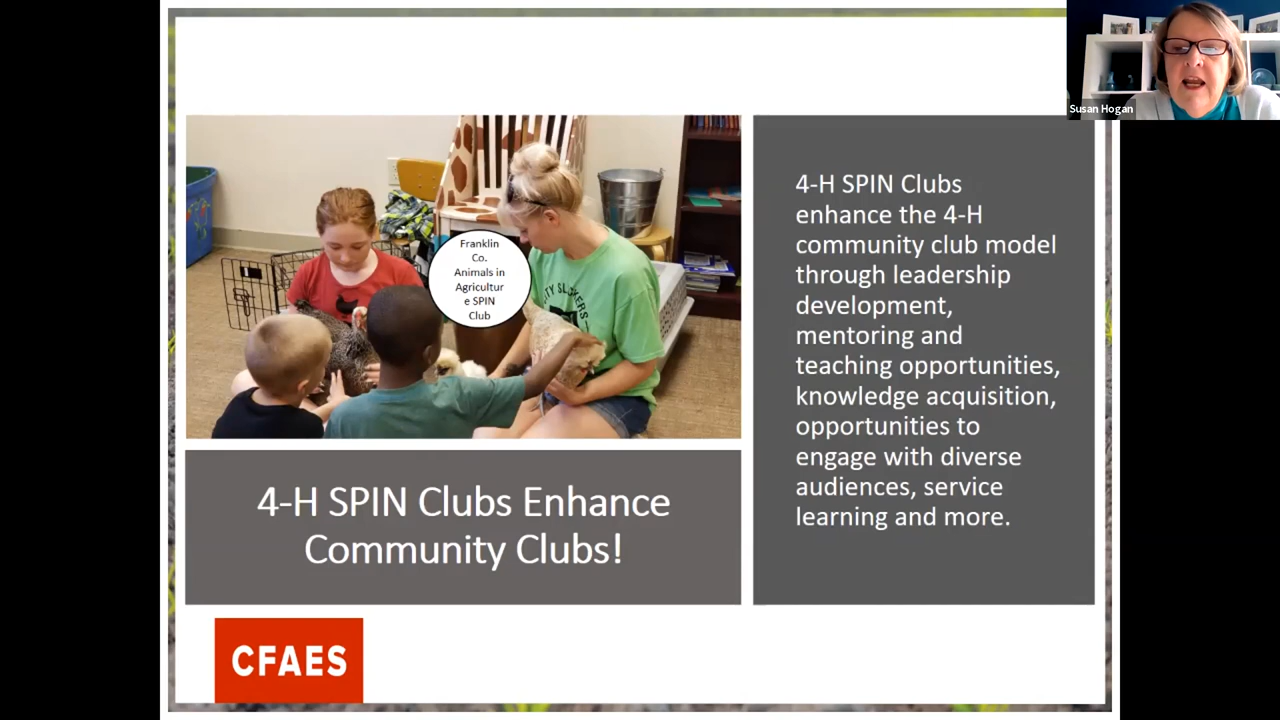 Susan Hogan
Franklin
Co.
Animals in
Agricultur
e SPIN
Club
4-H SPIN Clubs
enhance the 4-H
community club model
through leadership
development,
mentoring and
teaching opportunities,
knowledge acquisition,
opportunities to
engage with diverse
audiences, service
learning and more.
4-H SPIN Clubs Enhance
Community Clubs!
CFAES